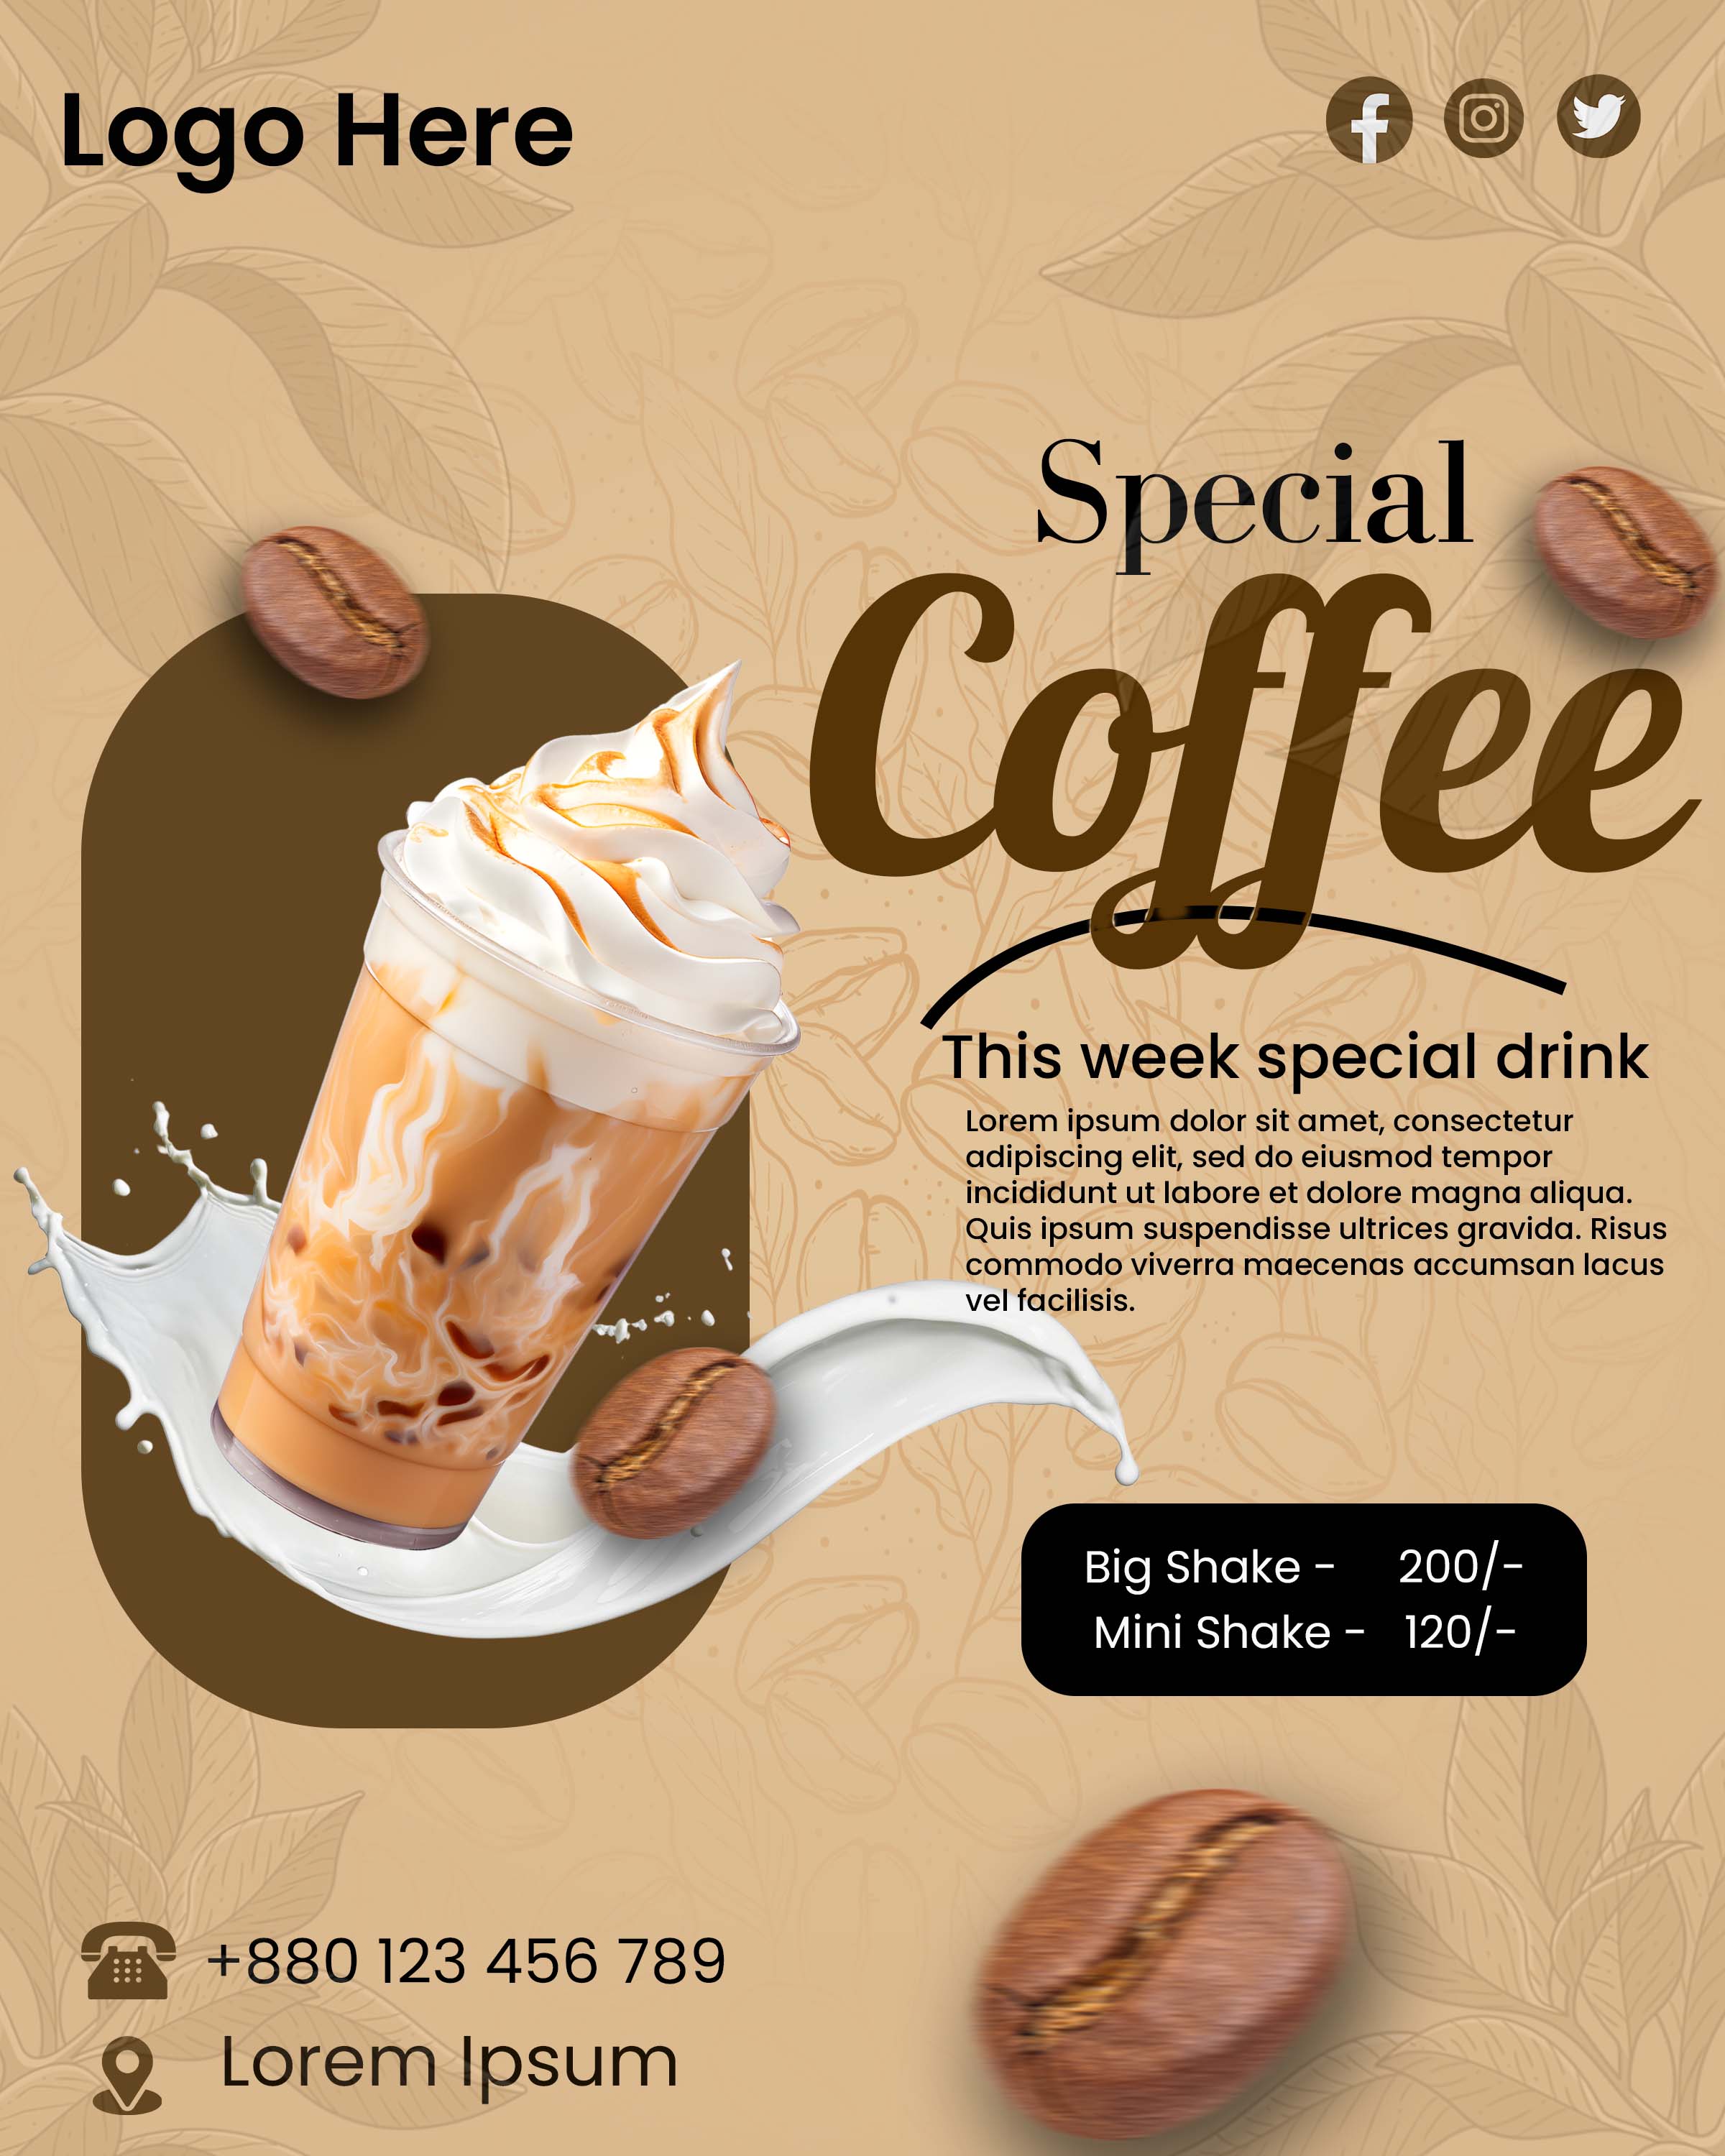 Logo Here
Special
Coffee
This week special drink
Lorem ipsum dolor sit amet, consectetur
adipiscing elit, sed do eiusmod tempor
incididunt ut labore et dolore magna aliqua.
Quis ipsum suspendisse ultrices gravida. Risus
commodo viverra maecenas accumsan lacus
vel facilisis.
Big Shake - 200/-
Mini Shake - 120/-
+880 123 456 789
Lorem Ipsum